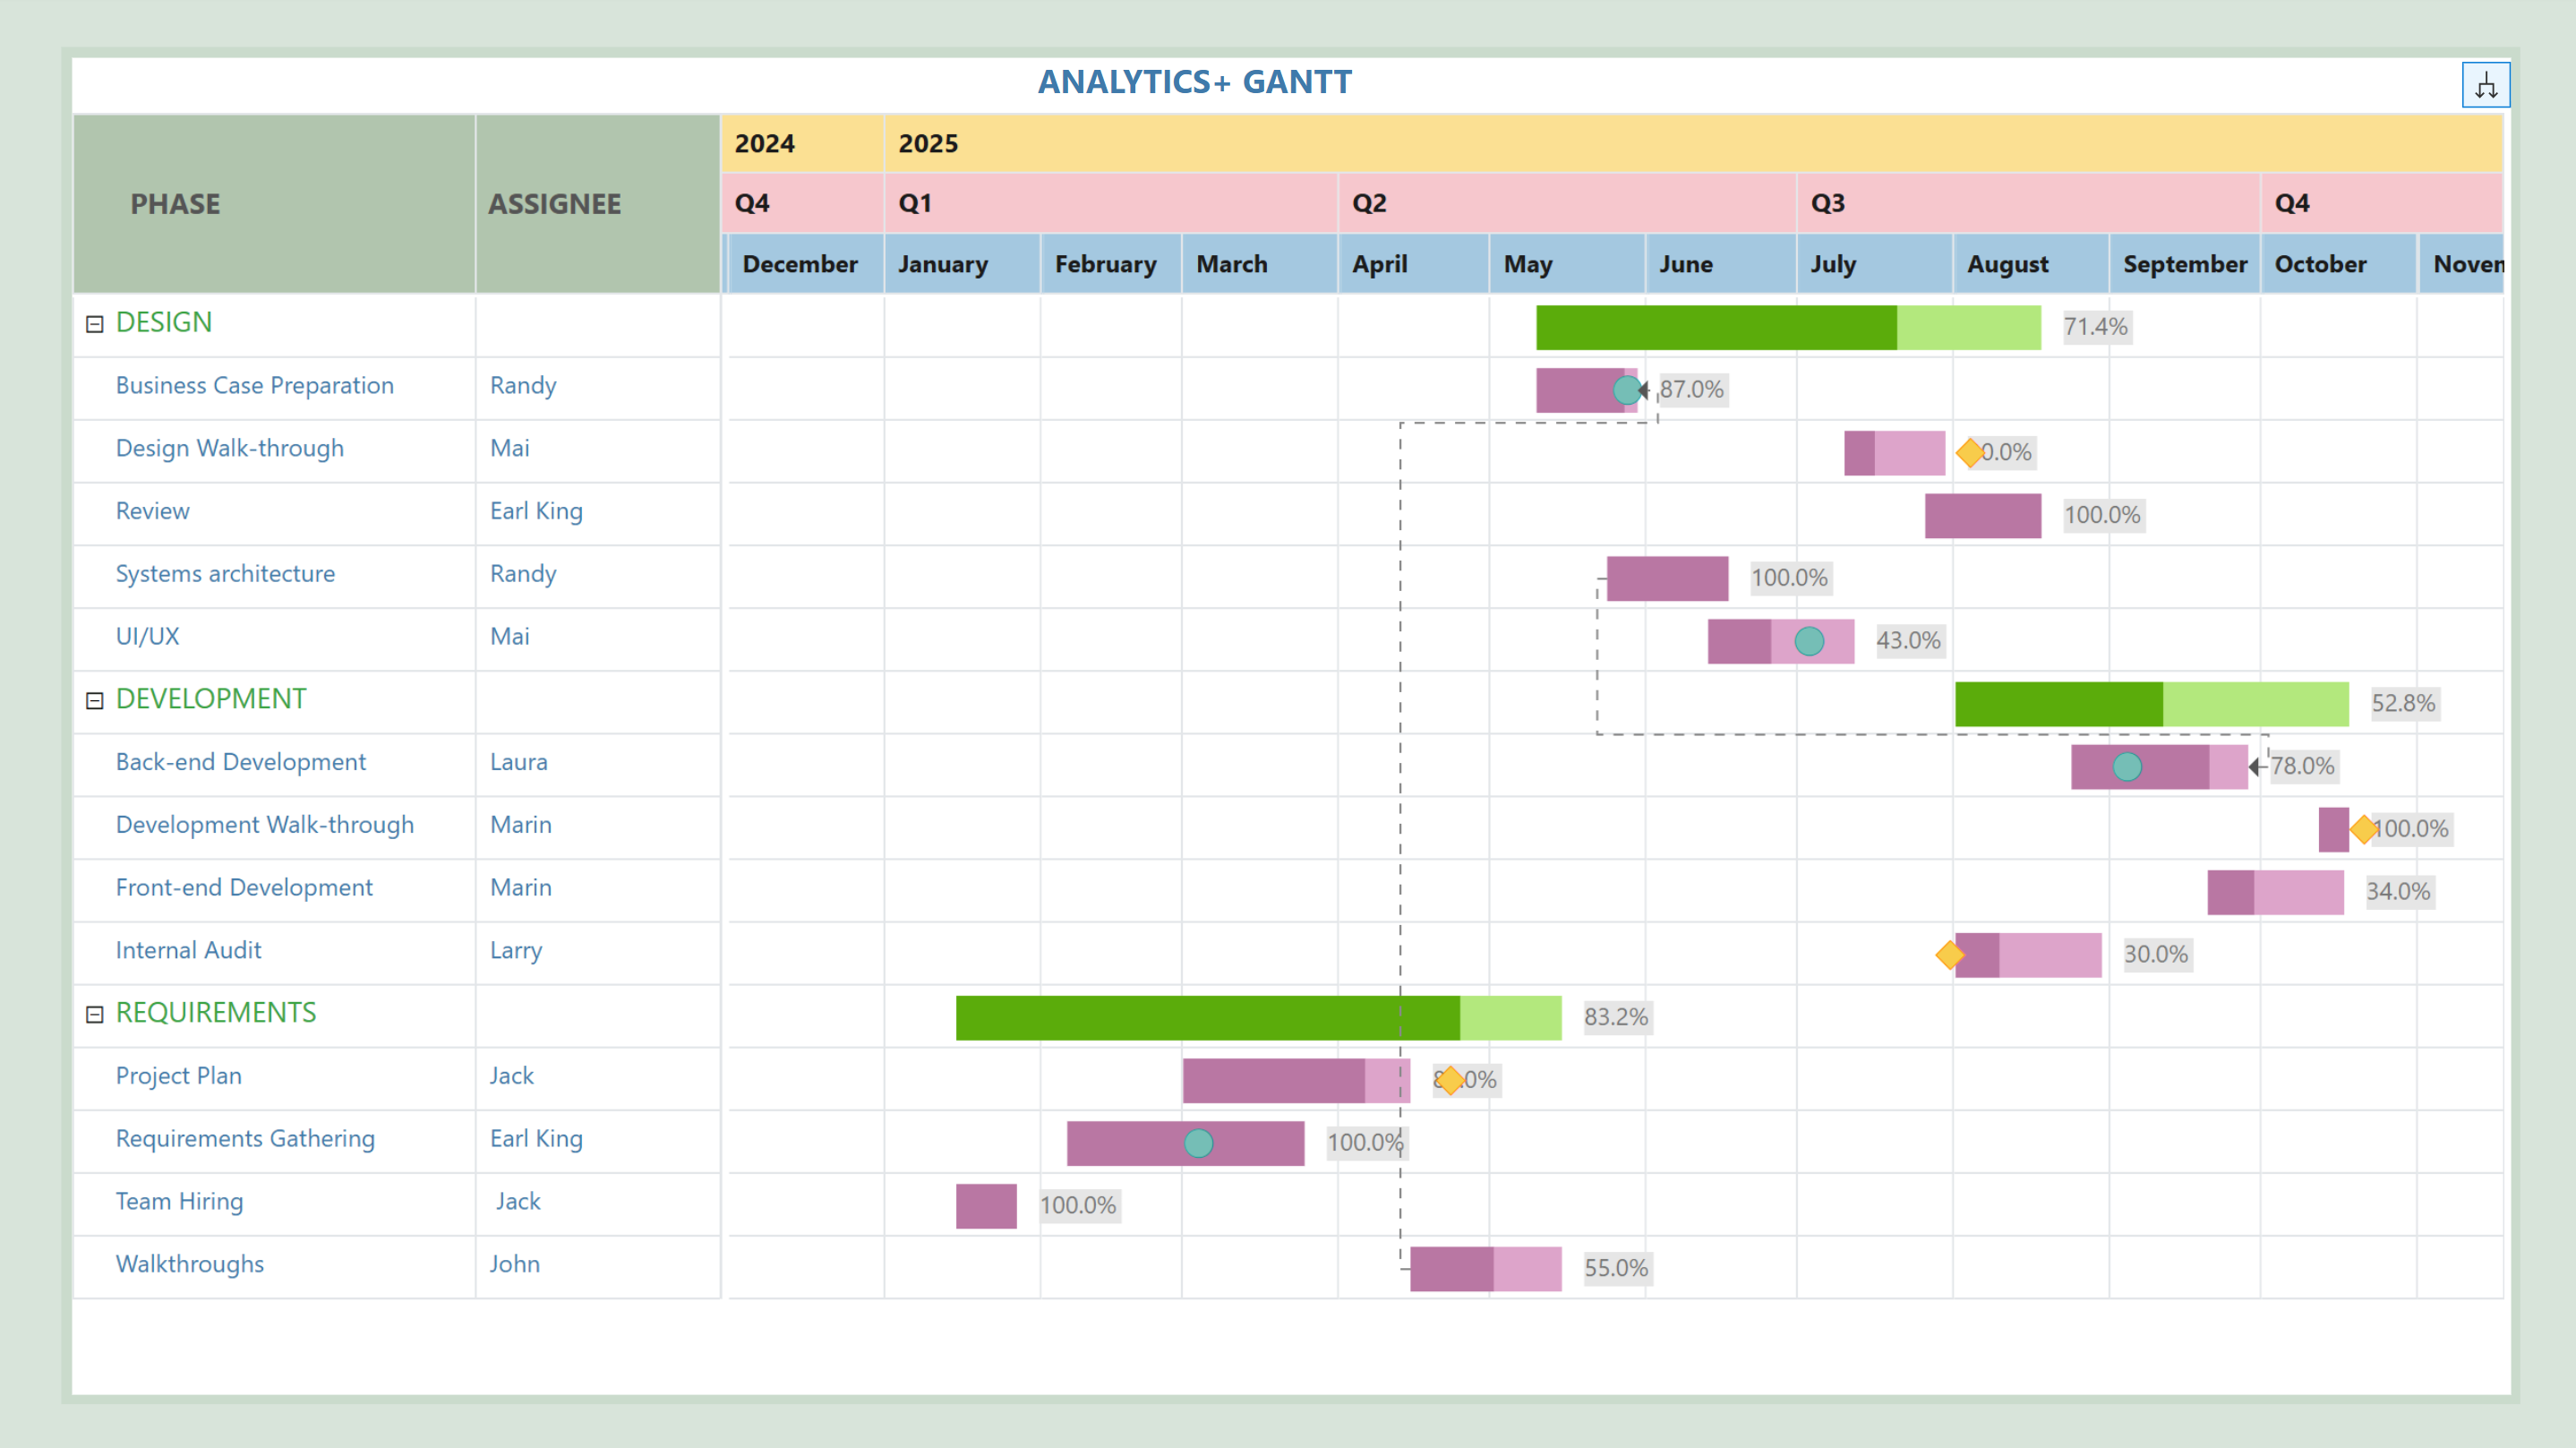 ANALYTICS+ GANTT
PHASE ASSIGNEE
2024 2025
Q4 Q1 Q2 Q3 Q4
December January February March April May June July August September October Noven
DESIGN 71.4%
Business Case Preparation Randy 87.0%
Design Walk-through Mai 0.0%
Review Earl King 100.0%
Systems architecture Randy 100.0%
UI/UX Mai 43.0%
DEVELOPMENT 52.8%
Back-end Development Laura 78.0%
Development Walk-through Marin 100.0%
Front-end Development Marin 34.0%
Internal Audit Larry 30.0%
REQUIREMENTS 83.2%
Project Plan Jack
Requirements Gathering Earl King 100.0%
Team Hiring Jack 100.0%
Walkthroughs John 55.0%